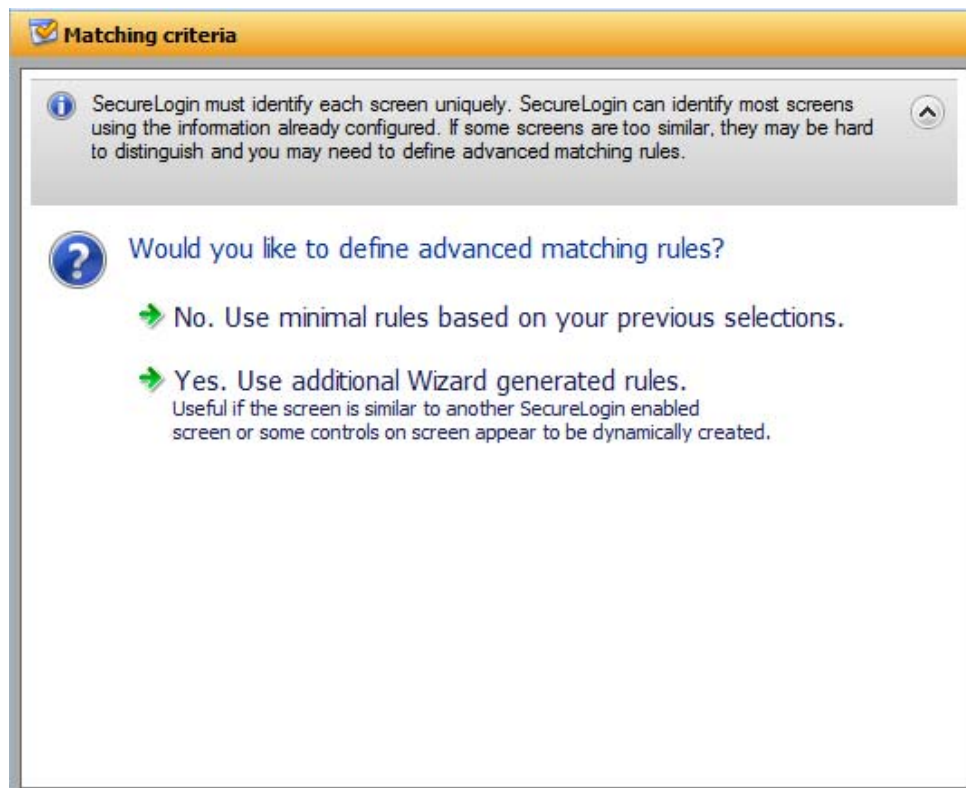 Matching criteria
SecureLogin must identify each screen uniquely. SecureLogin can identify most screens
using the information already configured. If some screens are too similar, they may be hard
to distinguish and you may need to define advanced matching rules.
Would you like to define advanced matching rules?
No. Use minimal rules based on your previous selections.
Yes. Use additional Wizard generated rules.
Useful if the screen is similar to another SecureLogin enabled
screen or some controls on screen appear to be dynamically created.